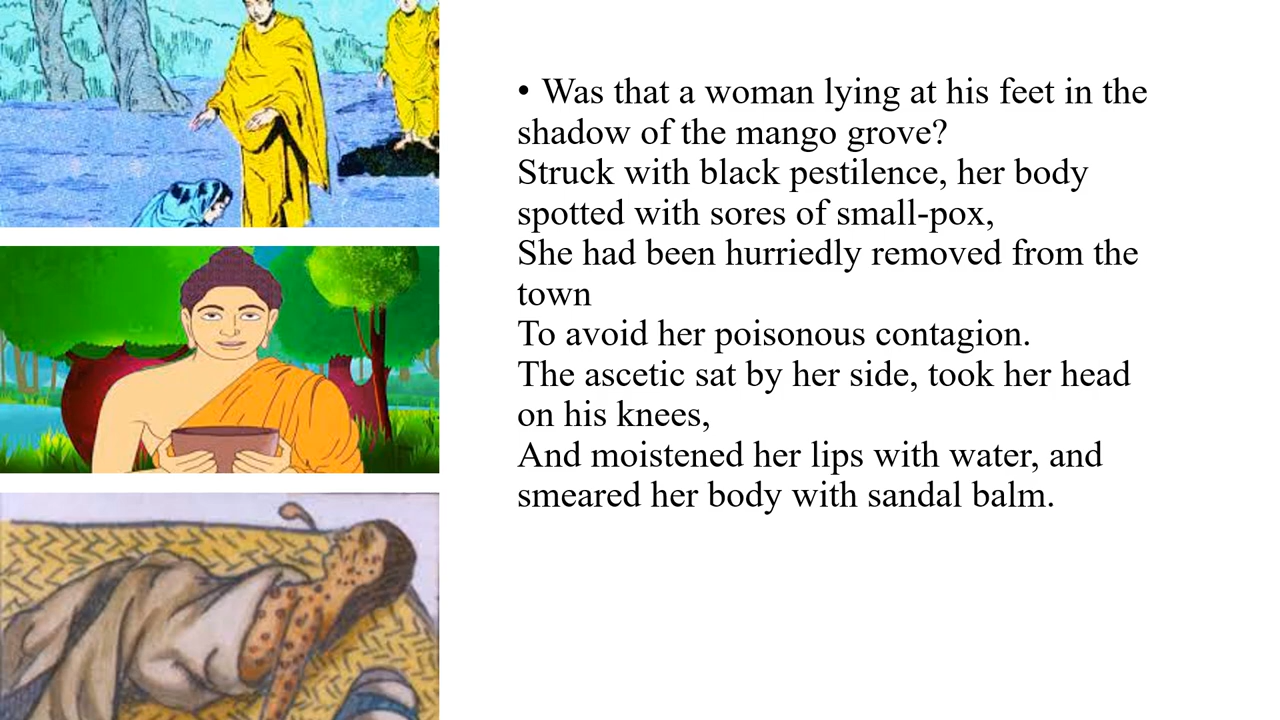 • Was that a woman lying at his feet in the
shadow of the mango grove?
Struck with black pestilence, her body
spotted with sores of small-pox,
She had been hurriedly removed from the
town
To avoid her poisonous contagion.
The ascetic sat by her side, took her head
on his knees,
And moistened her lips with water, and
smeared her body with sandal balm.